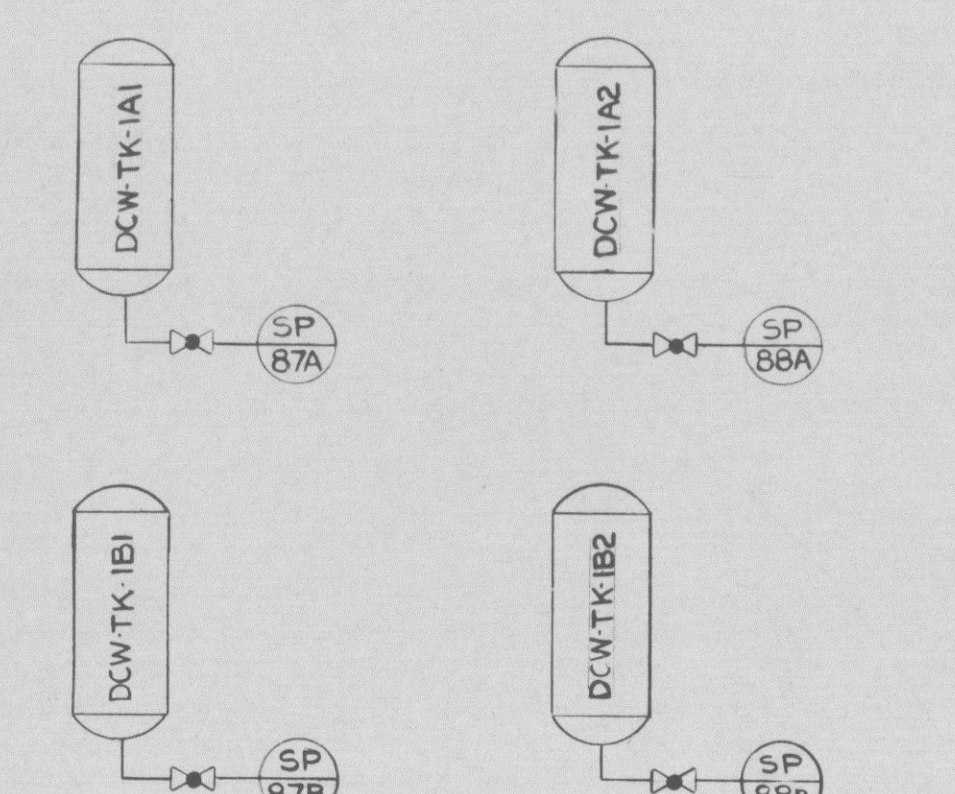 DCW-TK-1A1
SP
87A
DCW-TK-1A2
SP
88A
DCW-TK-1B1
SP
DCW-TK-1B2
SP